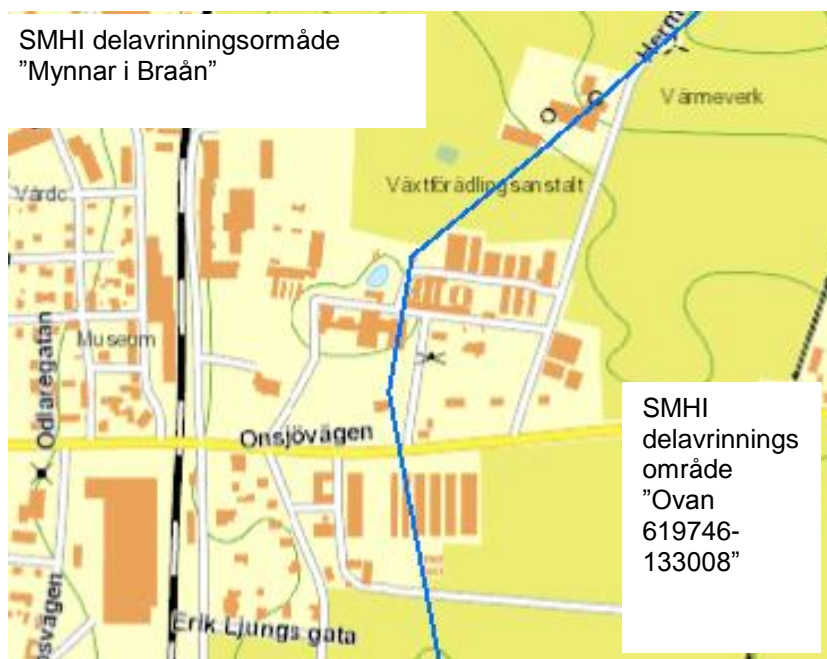 SMHI delavrinningsormåde
”Mynnar i Braån”
Värmeverk
Växtförädlingsanstalt
Vårdc
Museum
Odlaregatan
Onsjövägen
SMHI
delavrinnings
område
”Ovan
619746-
133008”
Erik Ljungs gata